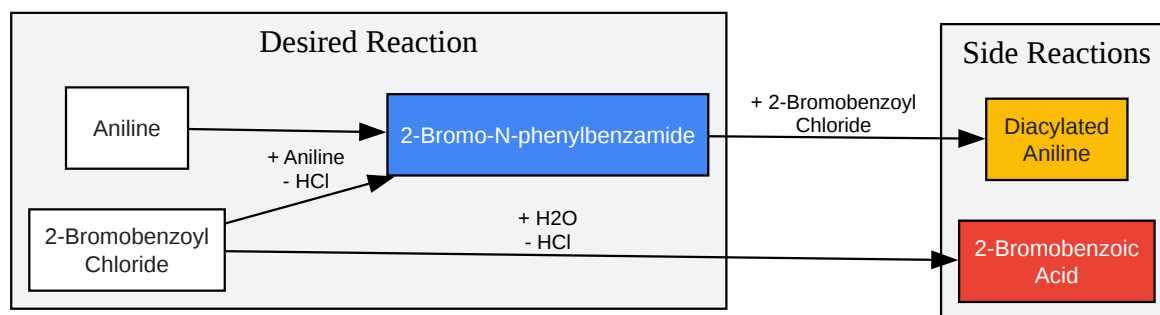 Desired Reaction
Side Reactions
Aniline
2-Bromo-N-phenylbenzamide
+ 2-Bromobenzoyl
Chloride
Diacylated
Aniline
+ Aniline
- HCl
2-Bromobenzoyl
Chloride
+ H2O
- HCl
2-Bromobenzoic
Acid